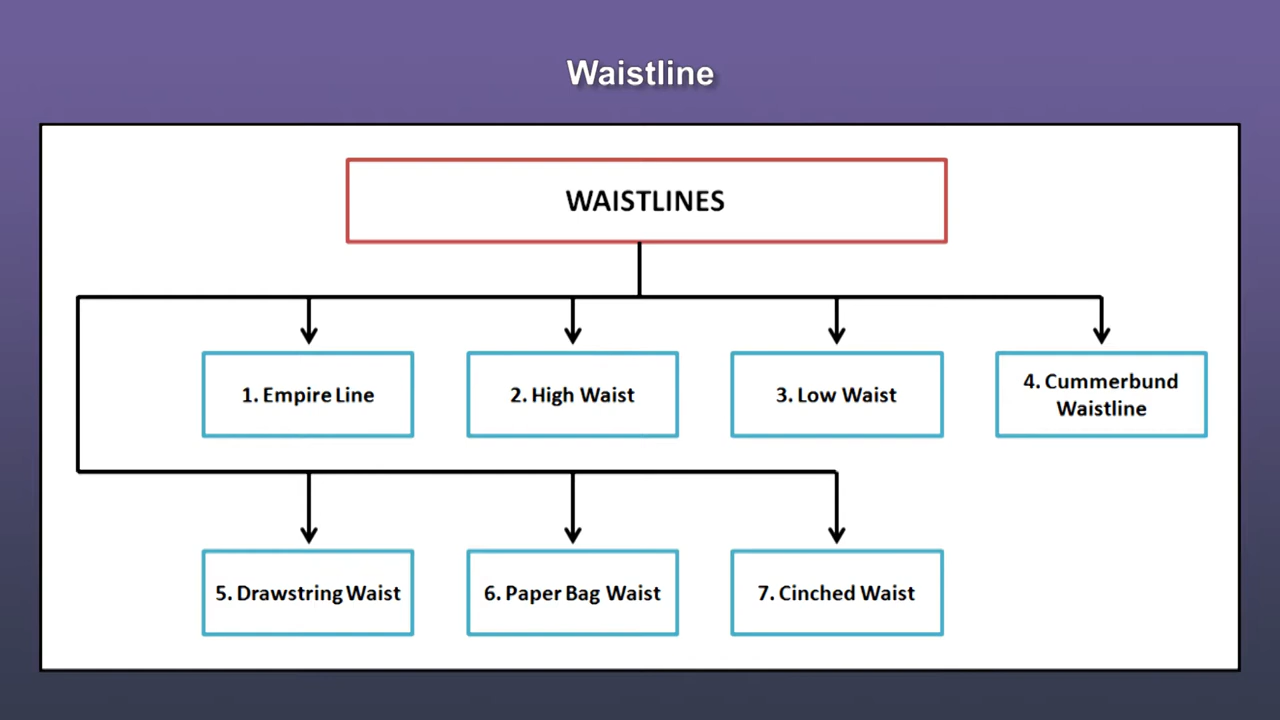 Waistline
WAISTLINES
1. Empire Line
2. High Waist
3. Low Waist
4. Cummerbund
Waistline
5. Drawstring Waist
6. Paper Bag Waist
7. Cinched Waist